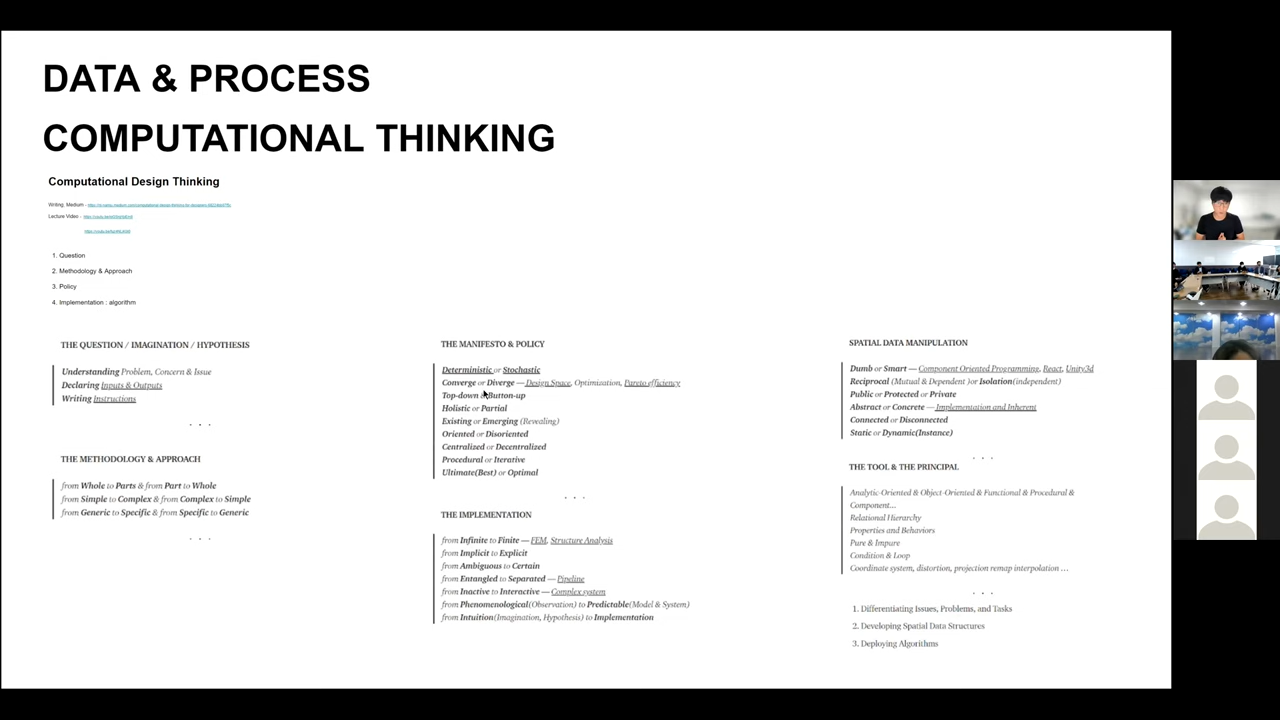 DATA & PROCESS
COMPUTATIONAL THINKING
Computational Design Thinking
Writing. Medium -
Lecture Video -
1. Question
2. Methodology & Approach
3. Policy
4. Implementation : algorithm
THE QUESTION / IMAGINATION / HYPOTHESIS
Understanding Problem, Concern & Issue
Declaring Inputs & Outputs
Writing Instructions
. . .
THE METHODOLOGY & APPROACH
from Whole to Parts & from Part to Whole
from Simple to Complex & from Complex to Simple
from Generic to Specific & from Specific to Generic
. . .
THE MANIFESTO & POLICY
Deterministic or Stochastic
Converge or Diverge — Design Space, Optimization, Pareto efficiency
Top-down Button-up
Holistic or Partial
Existing or Emerging (Revealing)
Oriented or Disoriented
Centralized or Decentralized
Procedural or Iterative
Ultimate(Best) or Optimal
. . .
THE IMPLEMENTATION
from Infinite to Finite — FEM, Structure Analysis
from Implicit to Explicit
from Ambiguous to Certain
from Entangled to Separated — Pipeline
from Inactive to Interactive — Complex system
from Phenomenological(Observation) to Predictable(Model & System)
from Intuition(Imagination, Hypothesis) to Implementation
SPATIAL DATA MANIPULATION
Dumb or Smart — Component Oriented Programming, React, Unity3d
Reciprocal (Mutual & Dependent )or Isolation(independent)
Public or Protected or Private
Abstract or Concrete — Implementation and Inherent
Connected or Disconnected
Static or Dynamic(Instance)
. . .
THE TOOL & THE PRINCIPAL
Analytic-Oriented & Object-Oriented & Functional & Procedural &
Component...
Relational Hierarchy
Properties and Behaviors
Pure & Impure
Condition & Loop
Coordinate system, distortion, projection remap interpolation ...
. . .
1. Differentiating Issues, Problems, and Tasks
2. Developing Spatial Data Structures
3. Deploying Algorithms